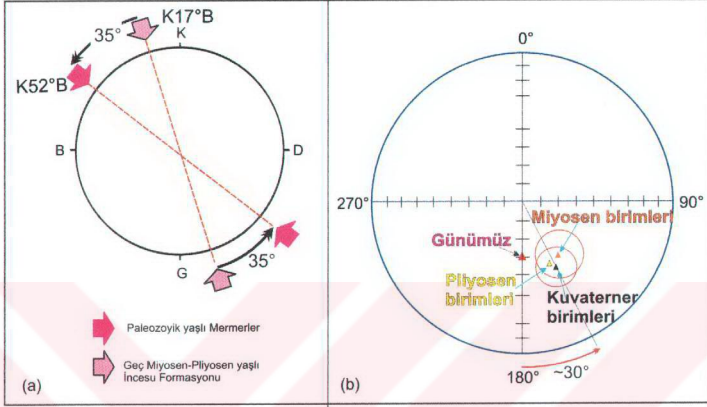 K17°B
35°
K
K52°B
B
D
G
35°
Paleozoyik yaşlı Mermerler
Geç Miyosen-Pliyosen yaşlı
İncesu Formasyonu
(a)
0°
270°
90°
Miyosen birimleri
Günümüz
Pliyosen
birimleri
Kuvaterner
birimleri
180°
~30°
(b)